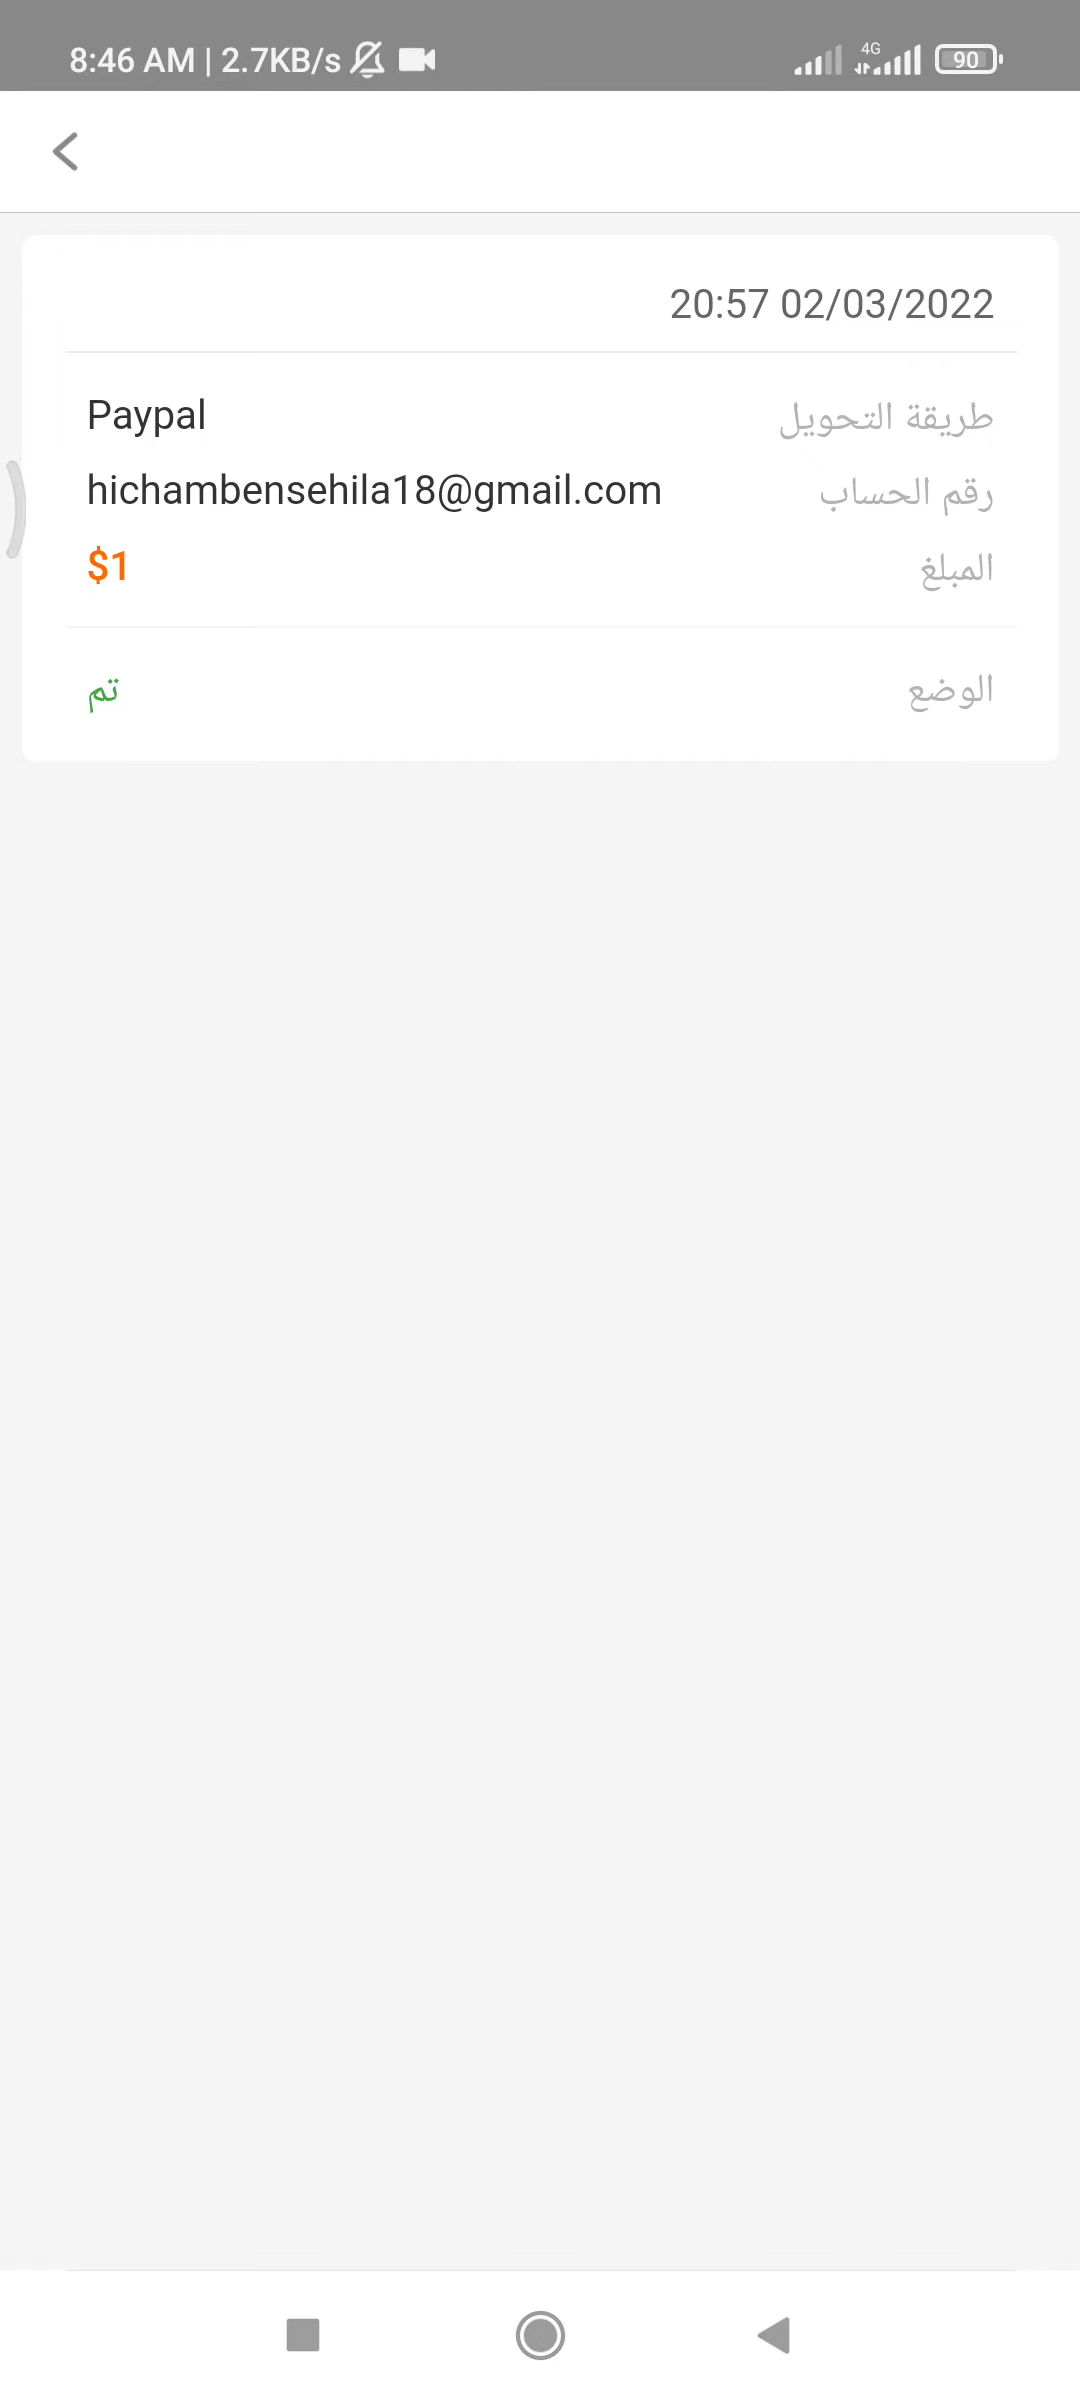 8:46 AM | 2.7KB/s 4G 90
20:57 02/03/2022
طريقة التحويل Paypal
رقم الحساب hichambensehila18@gmail.com
المبلغ $1
الوضع تم